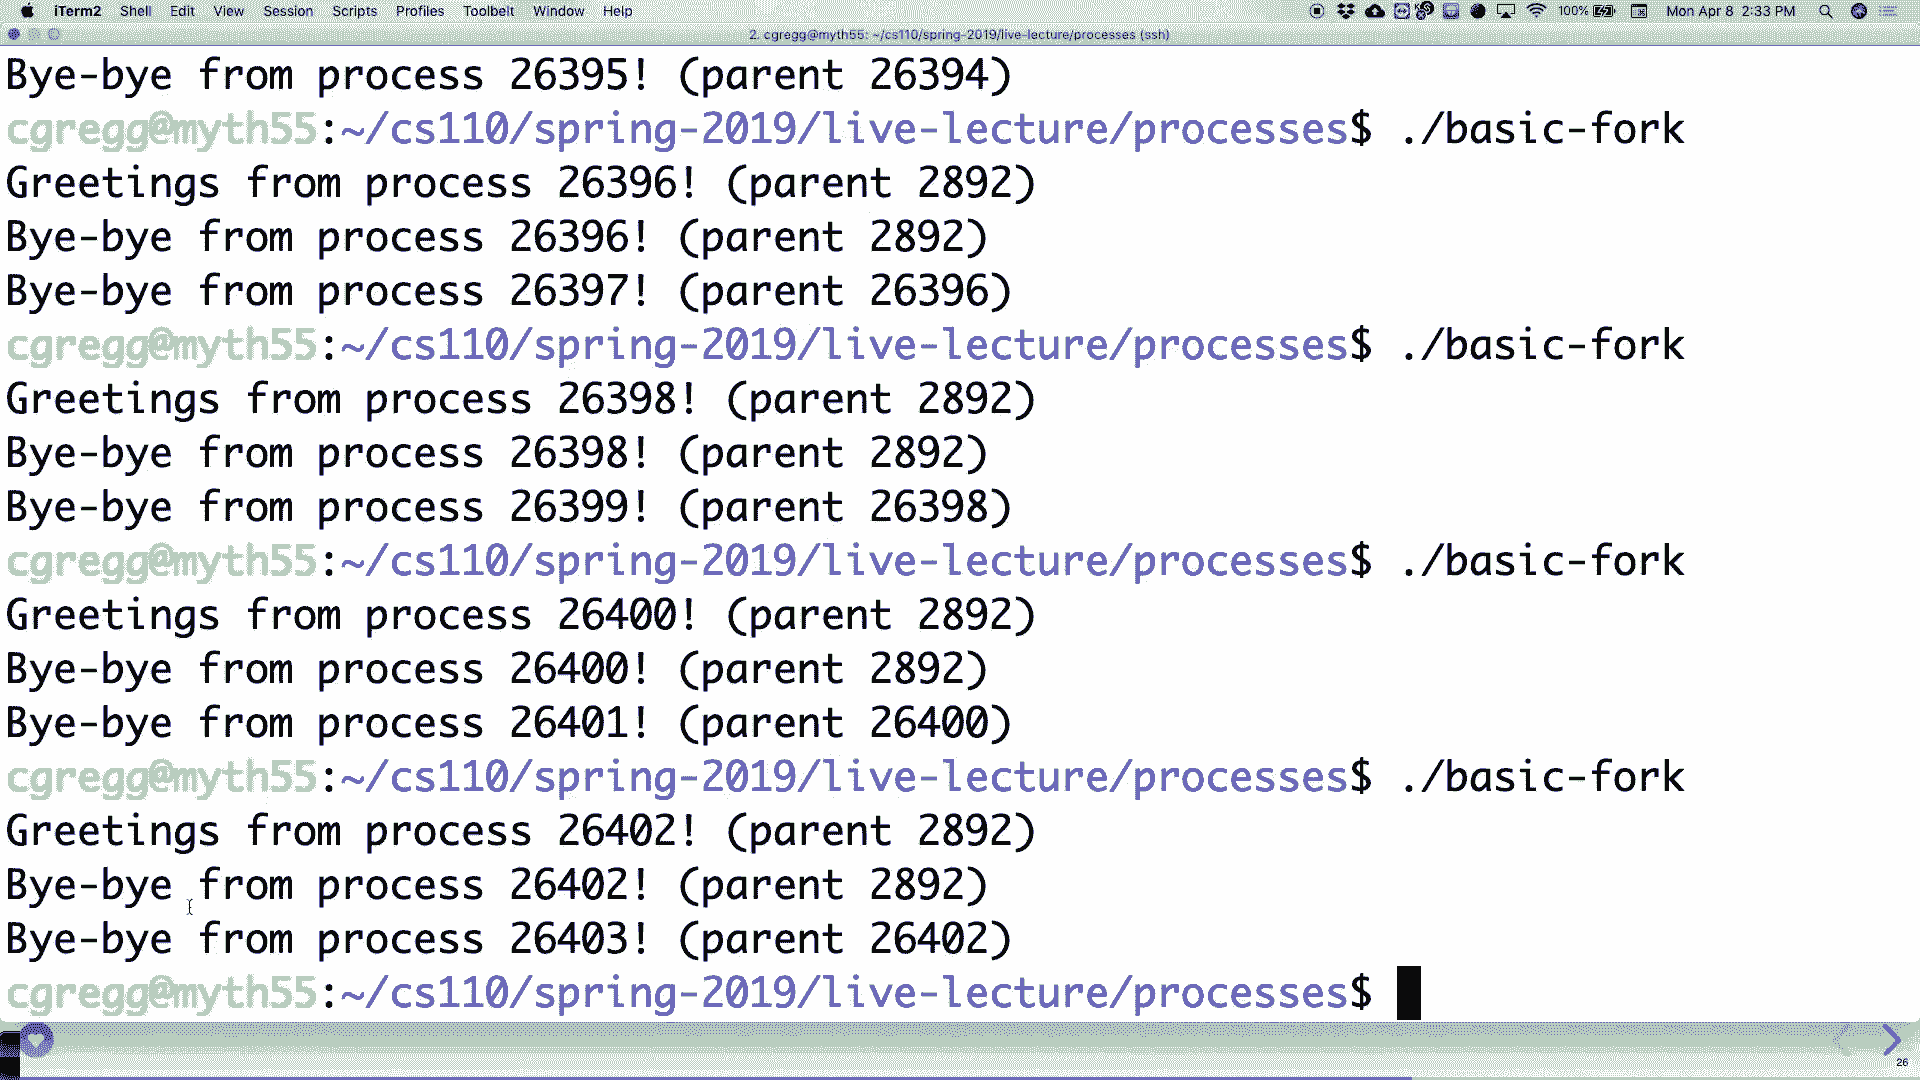 iTerm2 Shell Edit View Session Scripts Profiles Toolbelt Window Help 100% Mon Apr 8 2:33 PM
2. cgregg@myth55: ~/cs110/spring-2019/live-lecture/processes (ssh)
Bye-bye from process 26395! (parent 26394)
cgregg@myth55:~/cs110/spring-2019/live-lecture/processes$ ./basic-fork
Greetings from process 26396! (parent 2892)
Bye-bye from process 26396! (parent 2892)
Bye-bye from process 26397! (parent 26396)
cgregg@myth55:~/cs110/spring-2019/live-lecture/processes$ ./basic-fork
Greetings from process 26398! (parent 2892)
Bye-bye from process 26398! (parent 2892)
Bye-bye from process 26399! (parent 26398)
cgregg@myth55:~/cs110/spring-2019/live-lecture/processes$ ./basic-fork
Greetings from process 26400! (parent 2892)
Bye-bye from process 26400! (parent 2892)
Bye-bye from process 26401! (parent 26400)
cgregg@myth55:~/cs110/spring-2019/live-lecture/processes$ ./basic-fork
Greetings from process 26402! (parent 2892)
Bye-bye from process 26402! (parent 2892)
Bye-bye from process 26403! (parent 26402)
cgregg@myth55:~/cs110/spring-2019/live-lecture/processes$
26